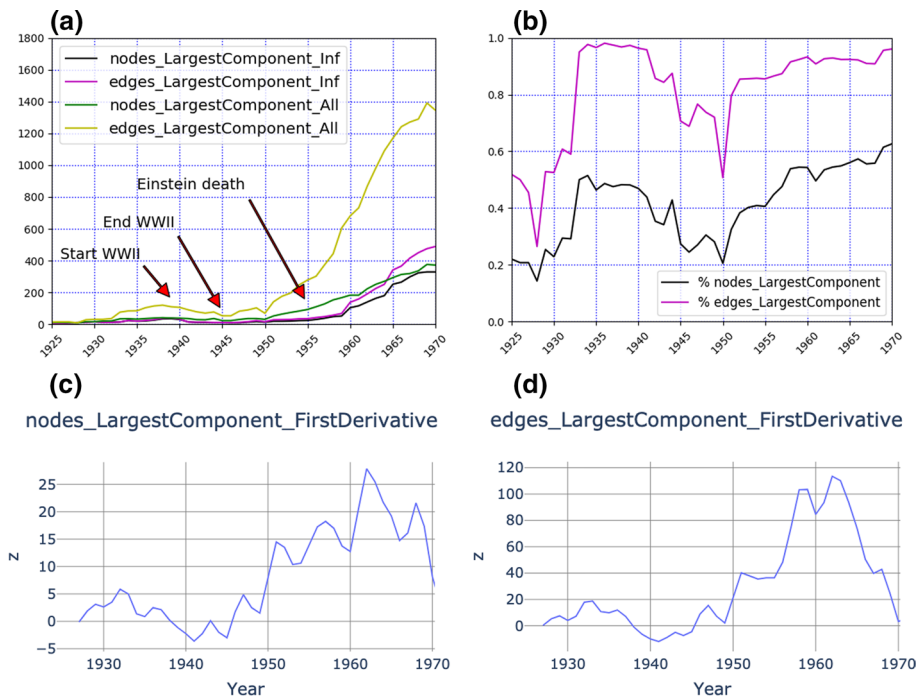 (a)
1800
1600
1400
1200
1000
800
600
400
200
0
nodes_LargestComponent_Inf
edges_LargestComponent_Inf
nodes_LargestComponent_All
edges_LargestComponent_All
Einstein death
End WWII
Start WWII
1925 1930 1935 1940 1945 1950 1955 1960 1965 1970
(b)
1.0
0.8
0.6
0.4
0.2
0.0
% nodes_LargestComponent
% edges_LargestComponent
1925 1930 1935 1940 1945 1950 1955 1960 1965 1970
(c)
nodes_LargestComponent_FirstDerivative
25
20
15
10
5
0
−5
z
1930 1940 1950 1960 1970
Year
(d)
edges_LargestComponent_FirstDerivative
120
100
80
60
40
20
0
z
1930 1940 1950 1960 1970
Year